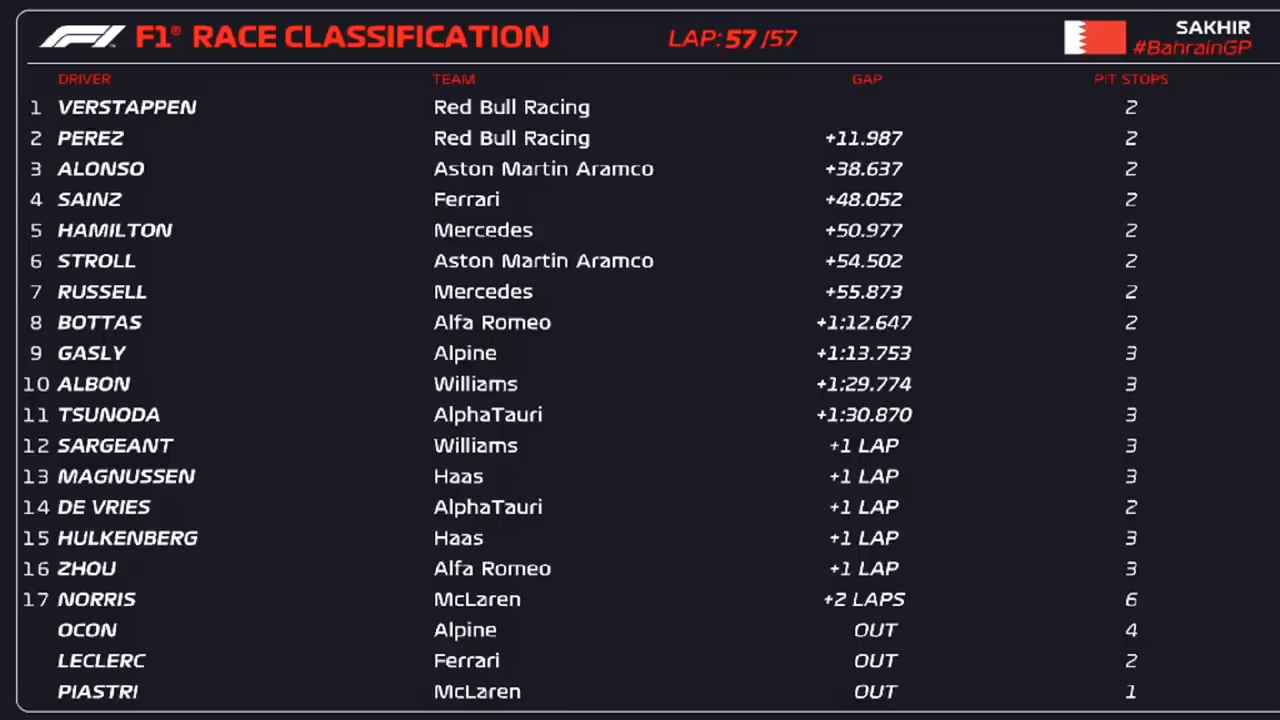 F1® RACE CLASSIFICATION LAP: 57/57 SAKHIR
#BahrainGP
DRIVER TEAM GAP PIT STOPS
1 VERSTAPPEN Red Bull Racing 2
2 PEREZ Red Bull Racing +11.987 2
3 ALONSO Aston Martin Aramco +38.637 2
4 SAINZ Ferrari +48.052 2
5 HAMILTON Mercedes +50.977 2
6 STROLL Aston Martin Aramco +54.502 2
7 RUSSELL Mercedes +55.873 2
8 BOTTAS Alfa Romeo +1:12.647 2
9 GASLY Alpine +1:13.753 3
10 ALBON Williams +1:29.774 3
11 TSUNODA AlphaTauri +1:30.870 3
12 SARGEANT Williams +1 LAP 3
13 MAGNUSSEN Haas +1 LAP 3
14 DE VRIES AlphaTauri +1 LAP 2
15 HULKENBERG Haas +1 LAP 3
16 ZHOU Alfa Romeo +1 LAP 3
17 NORRIS McLaren +2 LAPS 6
OCON Alpine OUT 4
LECLERC Ferrari OUT 2
PIASTRI McLaren OUT 1